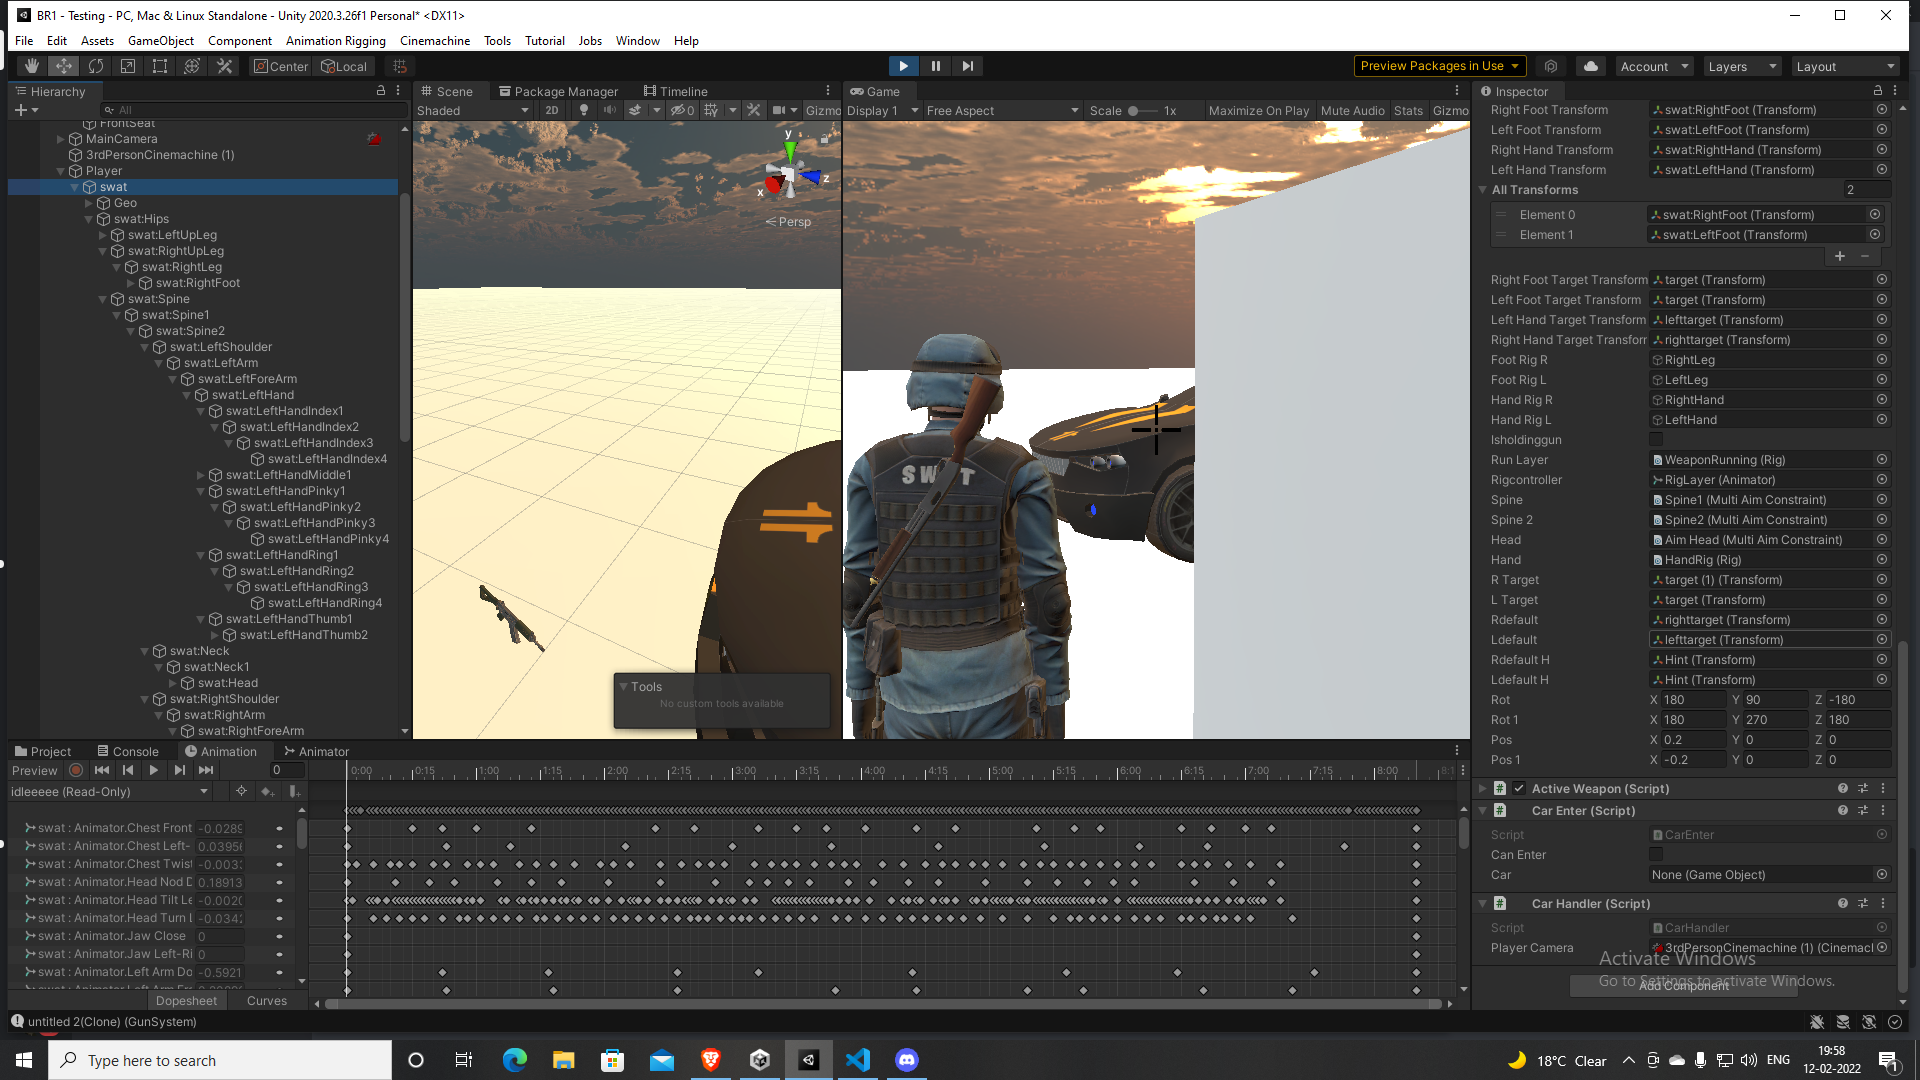 BR1 - Testing - PC, Mac & Linux Standalone - Unity 2020.3.26f1 Personal* <DX11>
File Edit Assets GameObject Component Animation Rigging Cinemachine Tools Tutorial Jobs Window Help
Center Local Preview Packages in Use Account Layers Layout
Hierarchy
All
FrontSeat
MainCamera
3rdPersonCinemachine (1)
Player
swat
Geo
swat:Hips
swat:LeftUpLeg
swat:RightUpLeg
swat:RightLeg
swat:RightFoot
swat:Spine
swat:Spine1
swat:Spine2
swat:LeftShoulder
swat:LeftArm
swat:LeftForeArm
swat:LeftHand
swat:LeftHandIndex1
swat:LeftHandIndex2
swat:LeftHandIndex3
swat:LeftHandIndex4
swat:LeftHandMiddle1
swat:LeftHandPinky1
swat:LeftHandPinky2
swat:LeftHandPinky3
swat:LeftHandPinky4
swat:LeftHandRing1
swat:LeftHandRing2
swat:LeftHandRing3
swat:LeftHandRing4
swat:LeftHandThumb1
swat:LeftHandThumb2
swat:Neck
swat:Neck1
swat:Head
swat:RightShoulder
swat:RightArm
swat:RightForeArm
Scene Package Manager Timeline
Shaded 2D 0 Gizmo
y
z
x
Persp
Tools
No custom tools available
Game
Display 1 Free Aspect Scale 1x Maximize On Play Mute Audio Stats Gizmo
Inspector
Right Foot Transform swat:RightFoot (Transform)
Left Foot Transform swat:LeftFoot (Transform)
Right Hand Transform swat:RightHand (Transform)
Left Hand Transform swat:LeftHand (Transform)
All Transforms 2
Element 0 swat:RightFoot (Transform)
Element 1 swat:LeftFoot (Transform)
Right Foot Target Transform target (Transform)
Left Foot Target Transform target (Transform)
Left Hand Target Transform lefttarget (Transform)
Right Hand Target Transforr righttarget (Transform)
Foot Rig R RightLeg
Foot Rig L LeftLeg
Hand Rig R RightHand
Hand Rig L LeftHand
Isholdinggun
Run Layer WeaponRunning (Rig)
Rigcontroller RigLayer (Animator)
Spine Spine1 (Multi Aim Constraint)
Spine 2 Spine2 (Multi Aim Constraint)
Head Aim Head (Multi Aim Constraint)
Hand HandRig (Rig)
R Target target (1) (Transform)
L Target target (Transform)
Rdefault righttarget (Transform)
Ldefault lefttarget (Transform)
Rdefault H Hint (Transform)
Ldefault H Hint (Transform)
Rot X 180 Y 90 Z -180
Rot 1 X 180 Y 270 Z 180
Pos X 0.2 Y 0 Z 0
Pos 1 X -0.2 Y 0 Z 0
Active Weapon (Script)
Car Enter (Script)
Script CarEnter
Can Enter
Car None (Game Object)
Car Handler (Script)
Script CarHandler
Player Camera 3rdPersonCinemachine (1) (Cinemacl
Add Component
Activate Windows
Go to Settings to activate Windows.
Project Console Animation Animator
Preview 0
0:00 0:15 1:00 1:15 2:00 2:15 3:00 3:15 4:00 4:15 5:00 5:15 6:00 6:15 7:00 7:15 8:00
idleeeee (Read-Only)
swat : Animator.Chest Front -0.0289
swat : Animator.Chest Left- 0.0395
swat : Animator.Chest Twist -0.0033
swat : Animator.Head Nod D 0.18913
swat : Animator.Head Tilt Le -0.0020
swat : Animator.Head Turn L -0.0342
swat : Animator.Jaw Close 0
swat : Animator.Jaw Left-Ri 0
swat : Animator.Left Arm Do -0.5921
Dopesheet Curves
untitled 2(Clone) (GunSystem)
Type here to search
18°C Clear ENG 19:58
12-02-2022
1